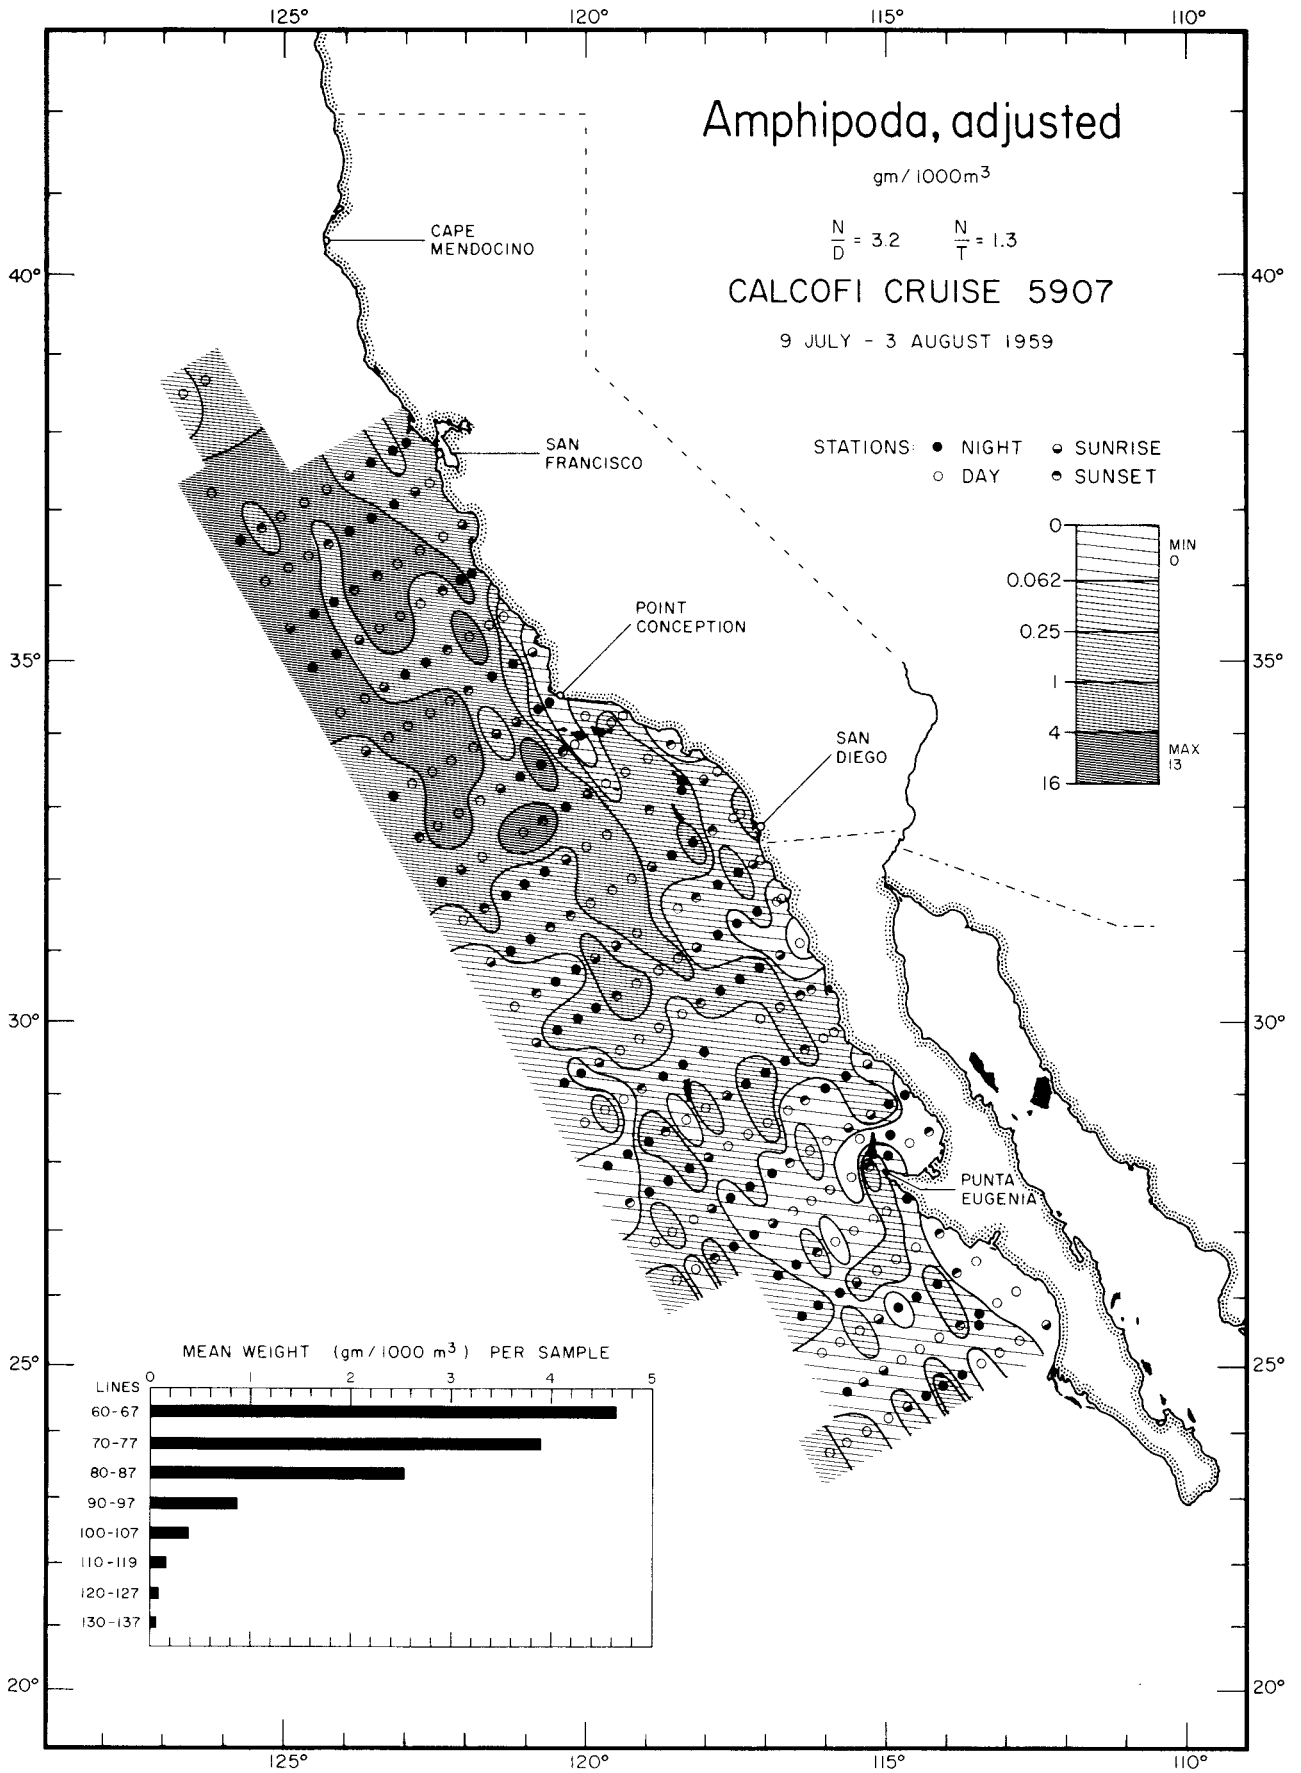 125° 120° 115° 110°
Amphipoda, adjusted
gm/1000m³
N/D = 3.2 N/T = 1.3
CALCOFI CRUISE 5907
9 JULY - 3 AUGUST 1959
CAPE
MENDOCINO
40° 40°
STATIONS: ● NIGHT SUNRISE
○ DAY SUNSET
SAN
FRANCISCO
0
MIN
0
0.062
0.25
1
4
MAX
13
16
POINT
CONCEPTION
35° 35°
SAN
DIEGO
30° 30°
PUNTA
EUGENIA
25° 25°
MEAN WEIGHT (gm/1000 m³) PER SAMPLE
LINES 0 1 2 3 4 5
60-67
70-77
80-87
90-97
100-107
110-119
120-127
130-137
20° 20°
125° 120° 115° 110°